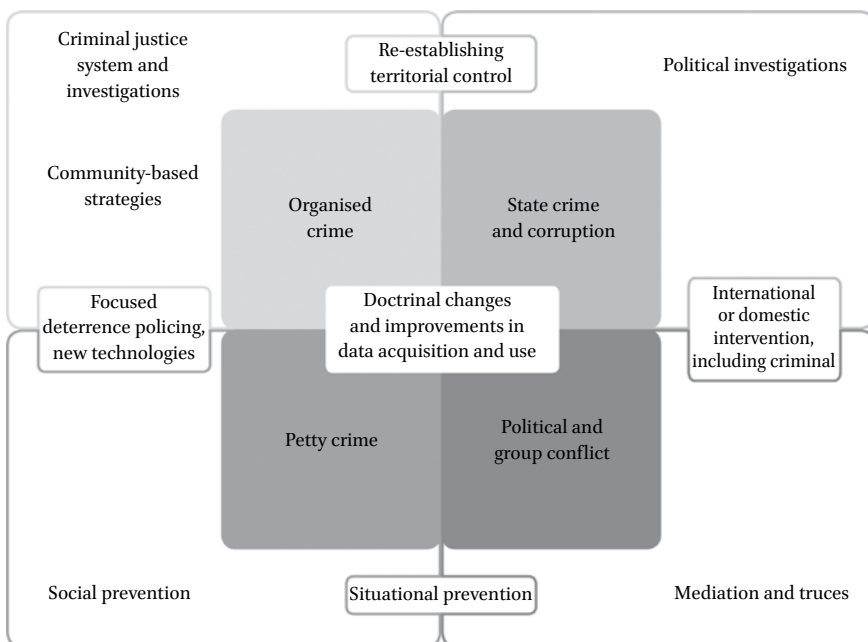 Criminal justice
system and
investigations
Re-establishing
territorial control
Political investigations
Community-based
strategies
Organised
crime
State crime
and corruption
Focused
deterrence policing,
new technologies
Doctrinal changes
and improvements in
data acquisition and use
International
or domestic
intervention,
including criminal
Petty crime
Political and
group conflict
Social prevention
Situational prevention
Mediation and truces